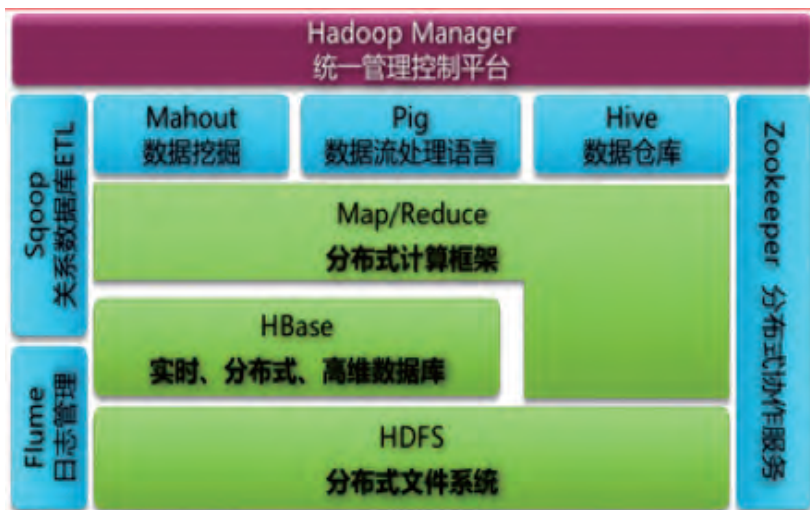 Hadoop Manager
统一管理控制平台
Sqoop
关系数据库ETL
Mahout
数据挖掘
Pig
数据流处理语言
Hive
数据仓库
Zookeeper 分布式协作服务
Map/Reduce
分布式计算框架
HBase
实时、分布式、高维数据库
Flume
日志管理
HDFS
分布式文件系统